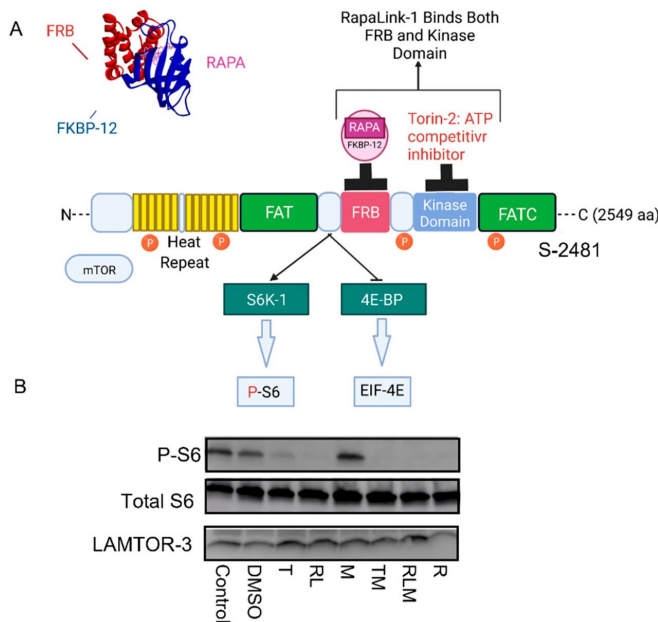 A
FRB
RAPA
FKBP-12
RapaLink-1 Binds Both
FRB and Kinase
Domain
RAPA
FKBP-12
Torin-2: ATP
competitivr
inhibitor
N---
FAT
FRB
Kinase
Domain
FATC
---C (2549 aa)
P
Heat
Repeat
P
P
P
S-2481
mTOR
S6K-1
4E-BP
P-S6
EIF-4E
B
P-S6
Total S6
LAMTOR-3
Control
DMSO
T
RL
M
TM
RLM
R